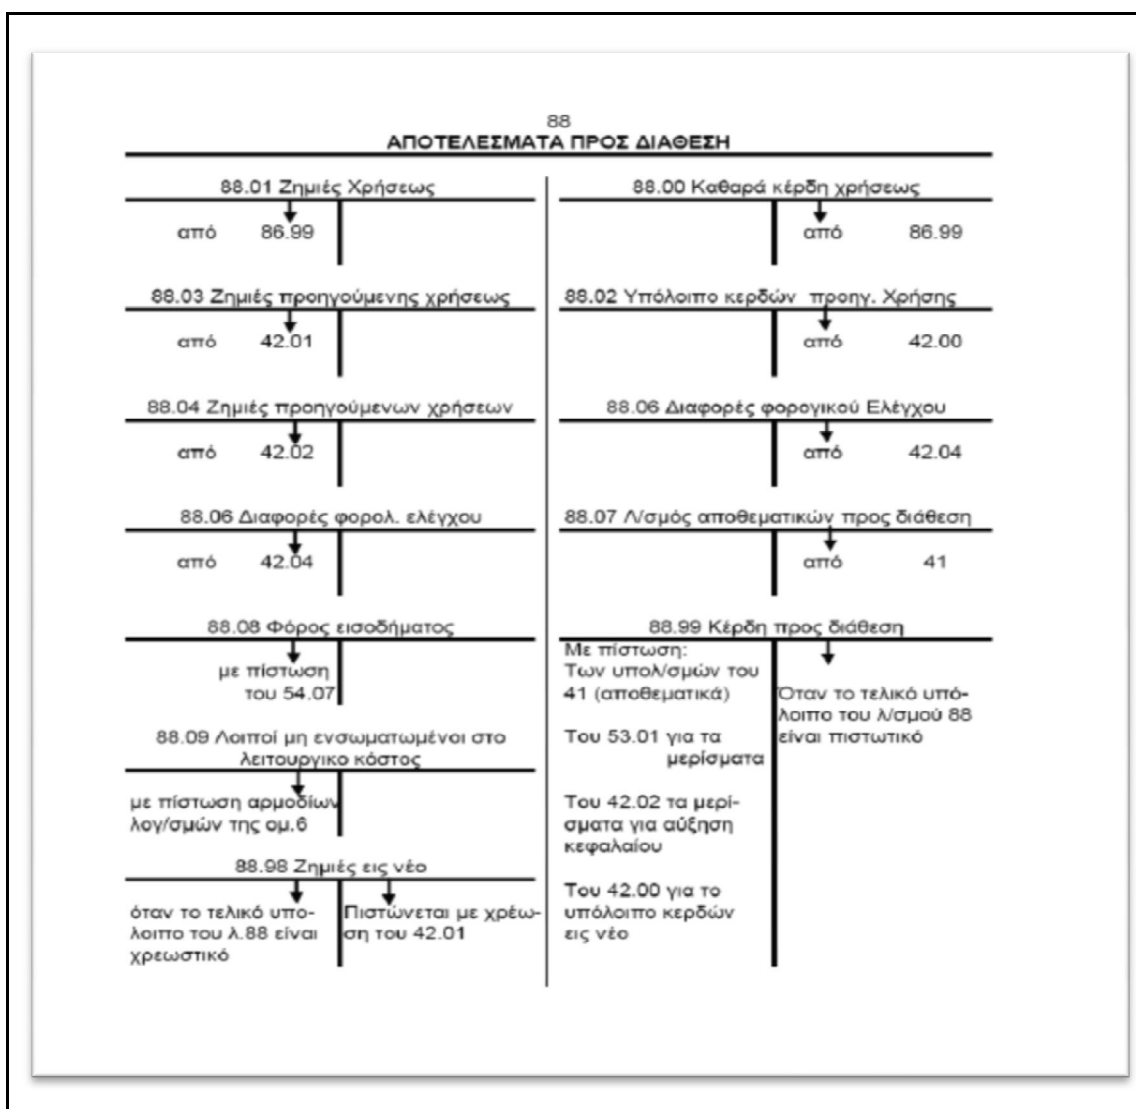 88
ΑΠΟΤΕΛΕΣΜΑΤΑ ΠΡΟΣ ΔΙΑΘΕΣΗ
88.01 Ζημιές Χρήσεως
από 86.99
88.03 Ζημιές προηγούμενης χρήσεως
από 42.01
88.04 Ζημιές προηγούμενων χρήσεων
από 42.02
88.06 Διαφορές φορολ. ελέγχου
από 42.04
88.08 Φόρος εισοδήματος
με πίστωση
του 54.07
88.09 Λοιποί μη ενσωματωμένοι στο
λειτουργικο κόστος
με πίστωση αρμοδίων
λογ/σμών της ομ.6
88.98 Ζημιές εις νέο
όταν το τελικό υπο-
λοιπο του λ.88 είναι
χρεωστικό
Πιστώνεται με χρέω-
ση του 42.01
88.00 Καθαρά κέρδη χρήσεως
από 86.99
88.02 Υπόλοιπο κερδών προηγ. Χρήσης
από 42.00
88.06 Διαφορές φορογικού Ελέγχου
από 42.04
88.07 Λ/σμός αποθεματικών προς διάθεση
από 41
88.99 Κέρδη προς διάθεση
Με πίστωση:
Των υπολ/σμών του
41 (αποθεματικά)
Του 53.01 για τα
μερίσματα
Του 42.02 τα μερί-
σματα για αύξηση
κεφαλαίου
Του 42.00 για το
υπόλοιπο κερδών
εις νέο
Όταν το τελικό υπό-
λοιπο του λ/σμού 88
είναι πιστωτικό